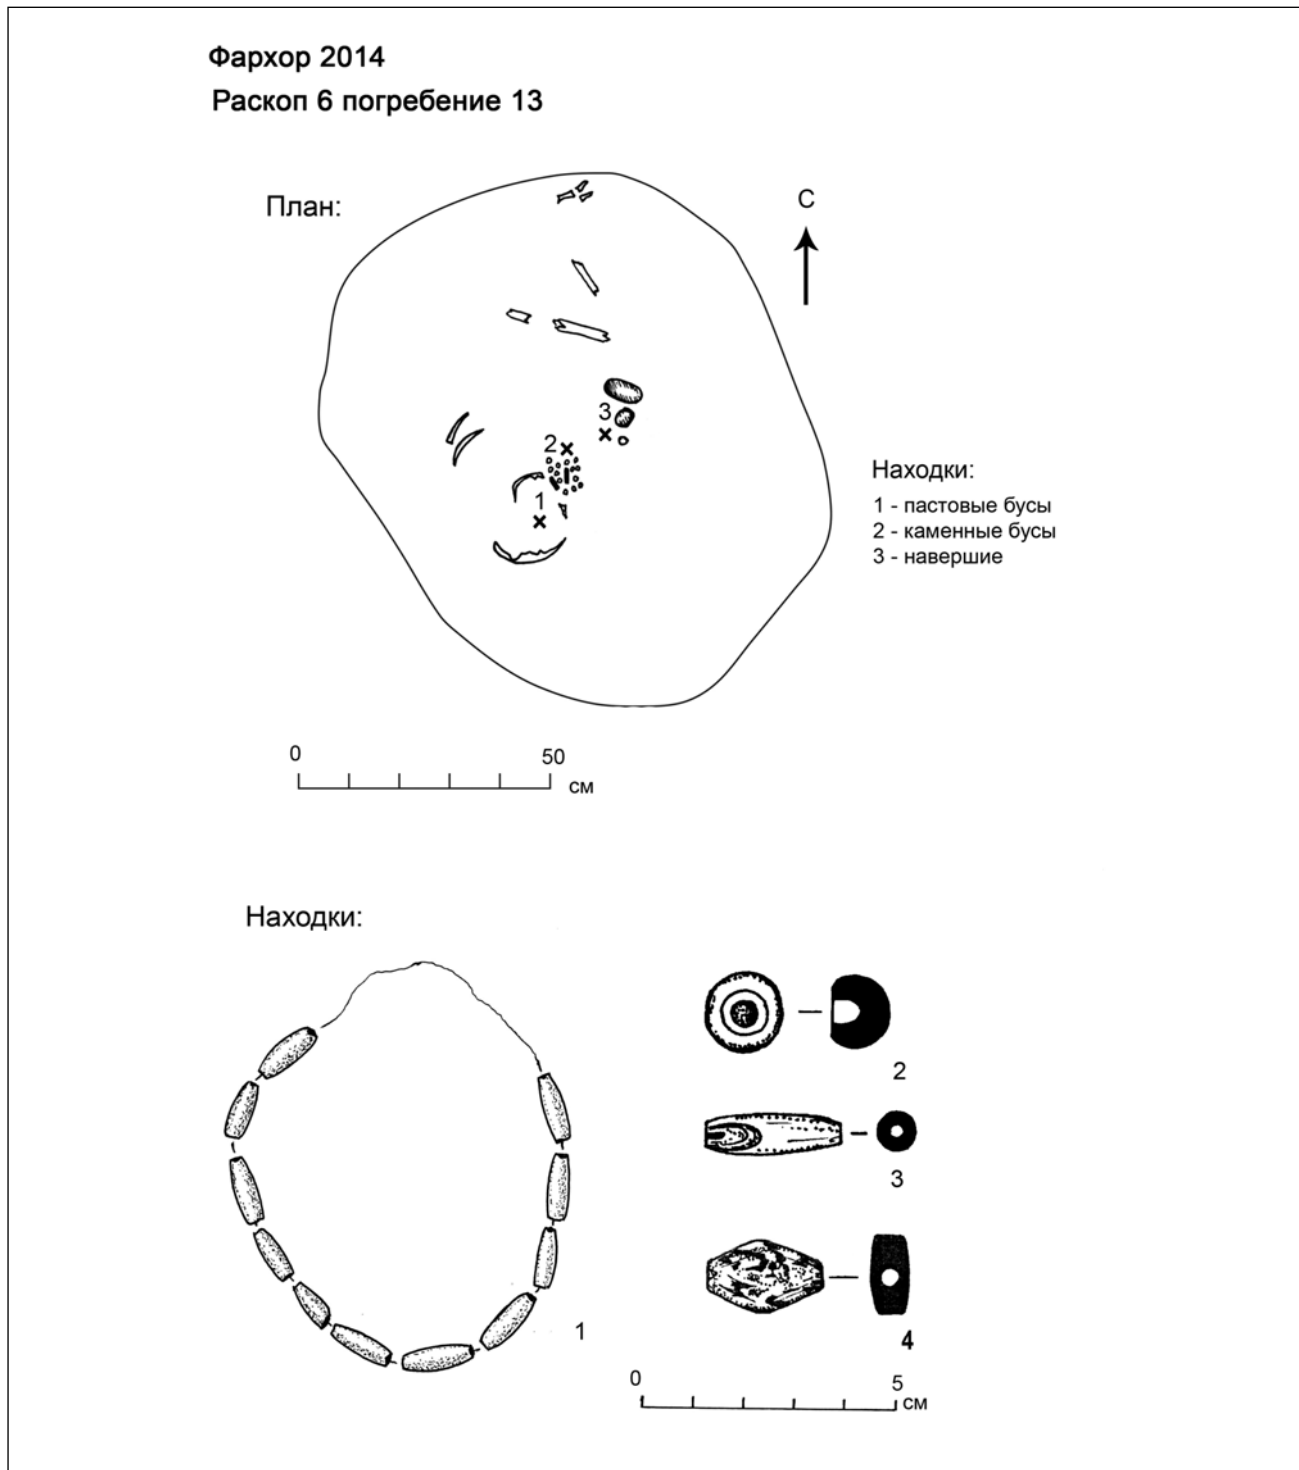 Фархор 2014
Раскоп 6 погребение 13
План:
С
3
2
1
Находки:
1 - пастовые бусы
2 - каменные бусы
3 - навершие
0 50
см
Находки:
2
3
1
4
0 5
см